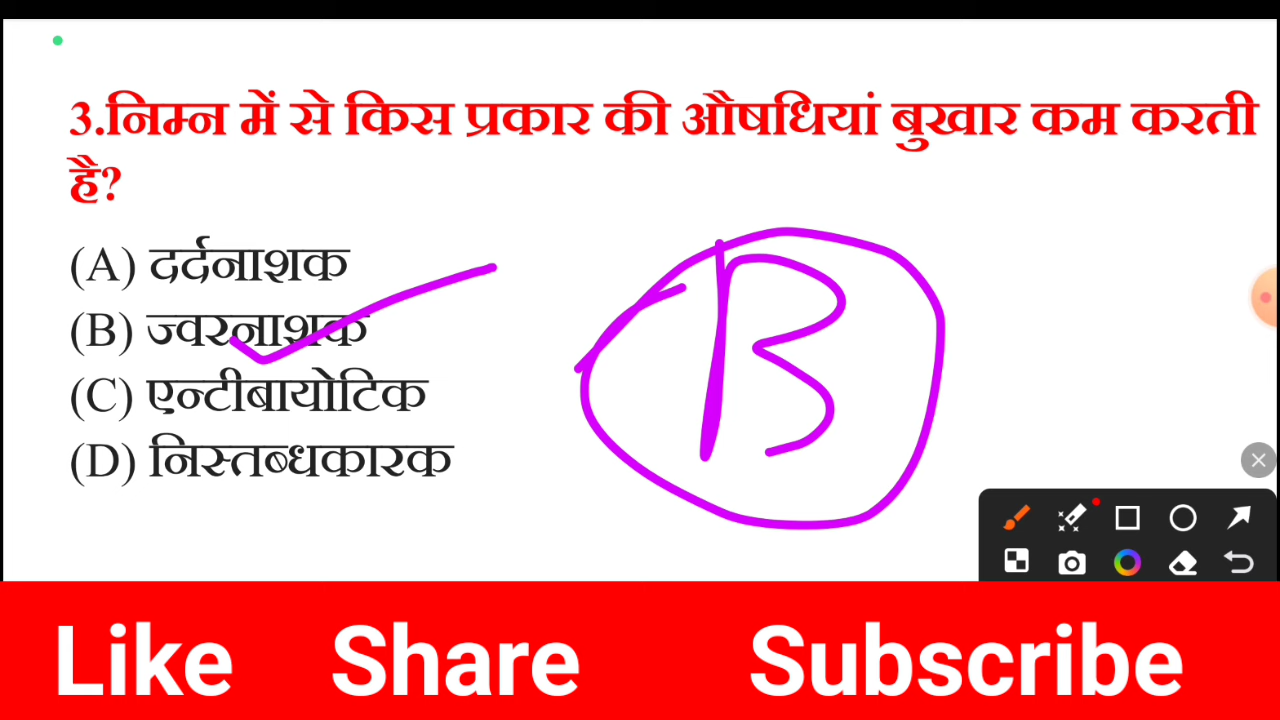 3.निम्न में से किस प्रकार की औषधियां बुखार कम करती
है?
(A) दर्दनाशक
(B) ज्वरनाशक
(C) एन्टीबायोटिक
(D) निस्तब्धकारक
B
Like Share Subscribe